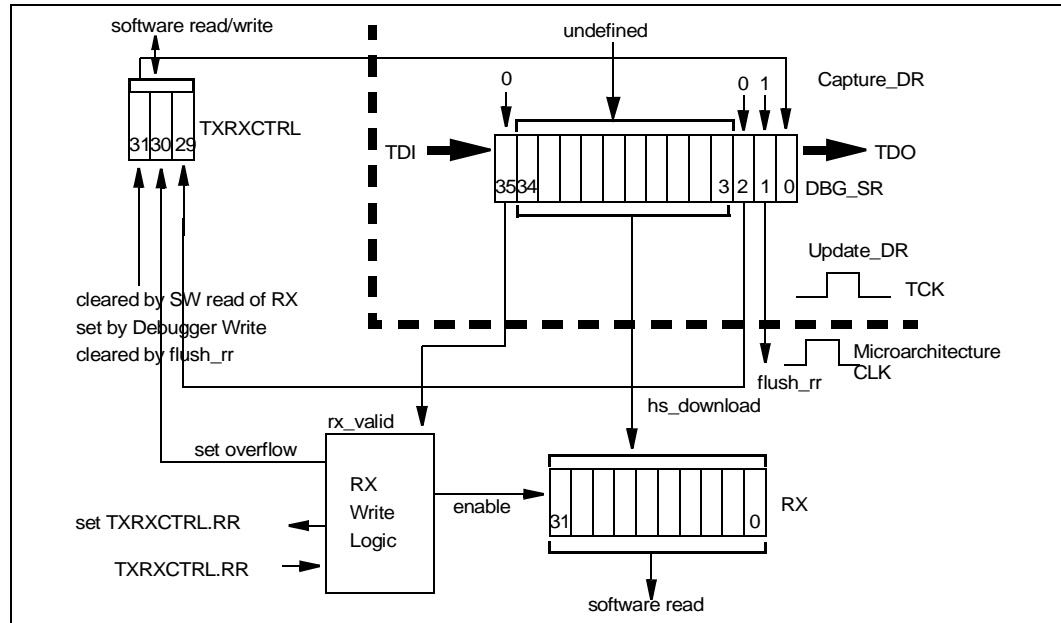 software read/write
undefined
0
0 1
Capture_DR
TXRXCTRL
31 30 29
TDI
TDO
35 34 3 2 1 0
DBG_SR
Update_DR
TCK
cleared by SW read of RX
set by Debugger Write
cleared by flush_rr
Microarchitecture
CLK
flush_rr
hs_download
rx_valid
set overflow
RX
Write
Logic
enable
31 0
RX
set TXRXCTRL.RR
TXRXCTRL.RR
software read